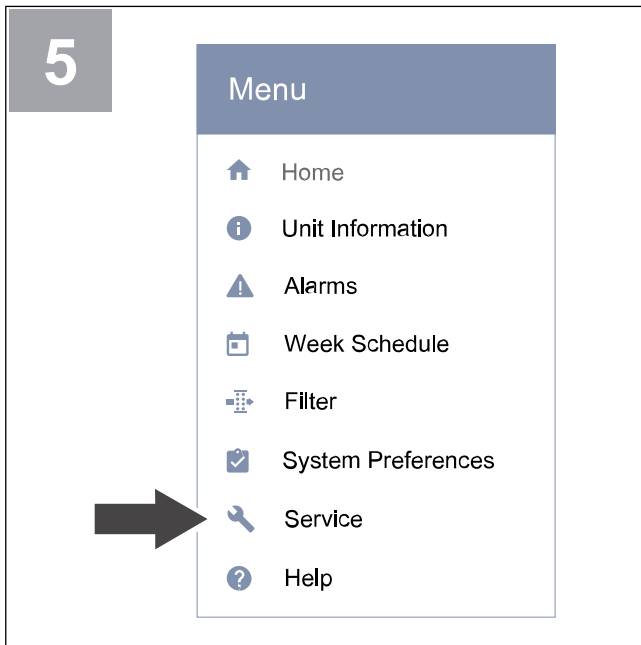 5
Menu
Home
Unit Information
Alarms
Week Schedule
Filter
System Preferences
Service
Help